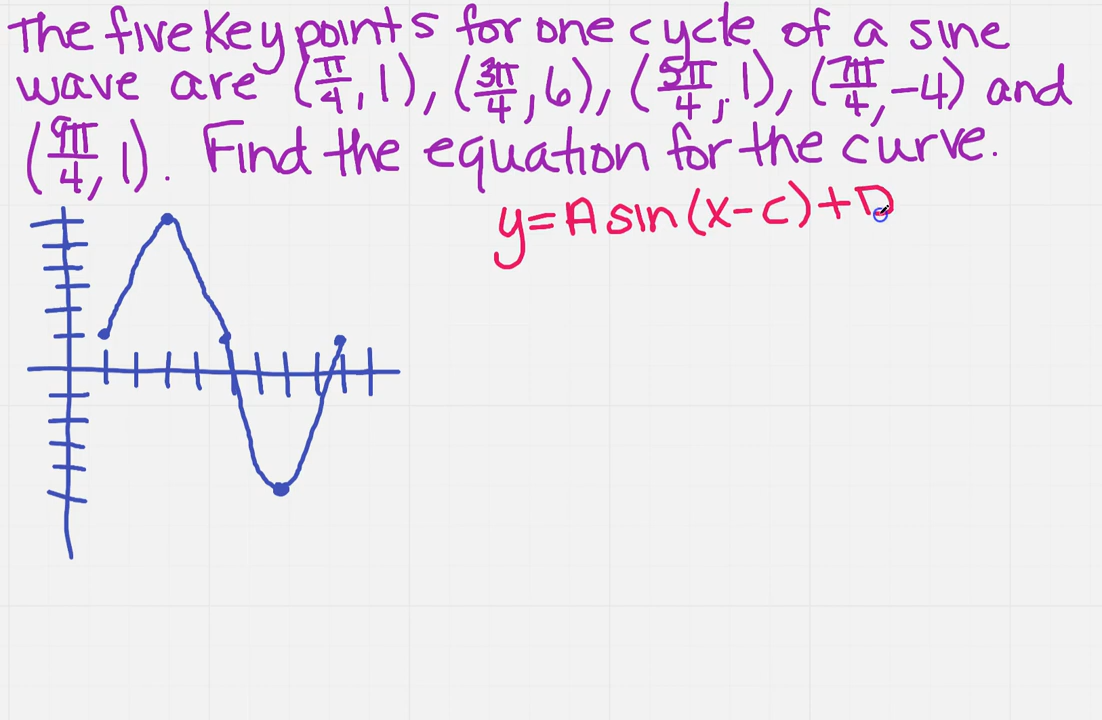 The five key points for one cycle of a sine
wave are (π/4, 1), (3π/4, 6), (5π/4, 1), (7π/4, -4) and
(9π/4, 1). Find the equation for the curve.
y = A sin (x - c) + D